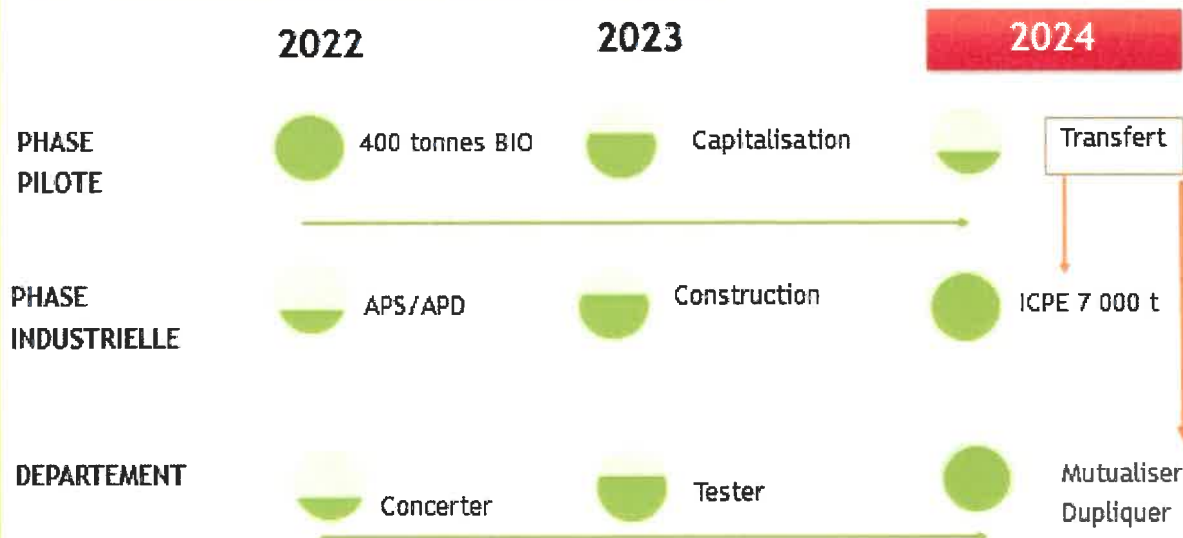 2022
2023
2024
PHASE
PILOTE
400 tonnes BIO
Capitalisation
Transfert
PHASE
INDUSTRIELLE
APS/APD
Construction
ICPE 7 000 t
DEPARTEMENT
Concerter
Tester
Mutualiser
Dupliquer